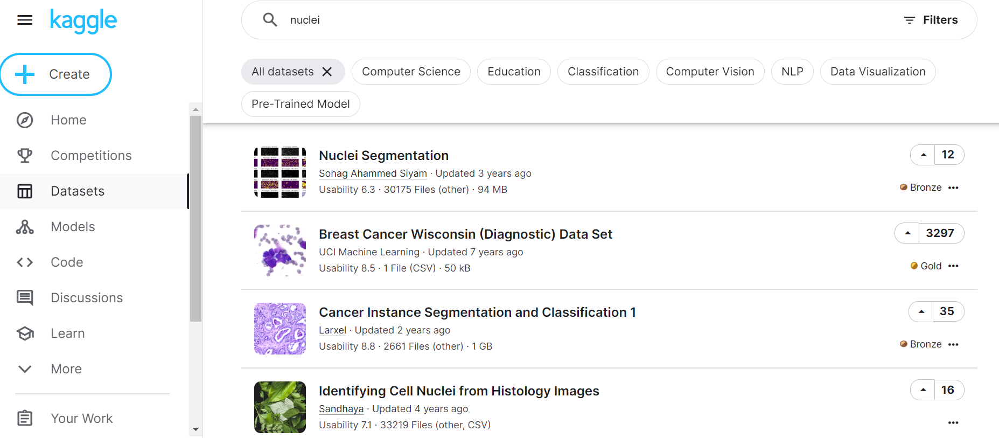 kaggle
Create
Home
Competitions
Datasets
Models
Code
Discussions
Learn
More
Your Work
nuclei
Filters
All datasets
Computer Science
Education
Classification
Computer Vision
NLP
Data Visualization
Pre-Trained Model
Nuclei Segmentation
12
Sohag Ahammed Siyam · Updated 3 years ago
Usability 6.3 · 30175 Files (other) · 94 MB
Bronze
Breast Cancer Wisconsin (Diagnostic) Data Set
3297
UCI Machine Learning · Updated 7 years ago
Usability 8.5 · 1 File (CSV) · 50 kB
Gold
Cancer Instance Segmentation and Classification 1
35
Larxel · Updated 2 years ago
Usability 8.8 · 2661 Files (other) · 1 GB
Bronze
Identifying Cell Nuclei from Histology Images
16
Sandhaya · Updated 4 years ago
Usability 7.1 · 33219 Files (other, CSV)